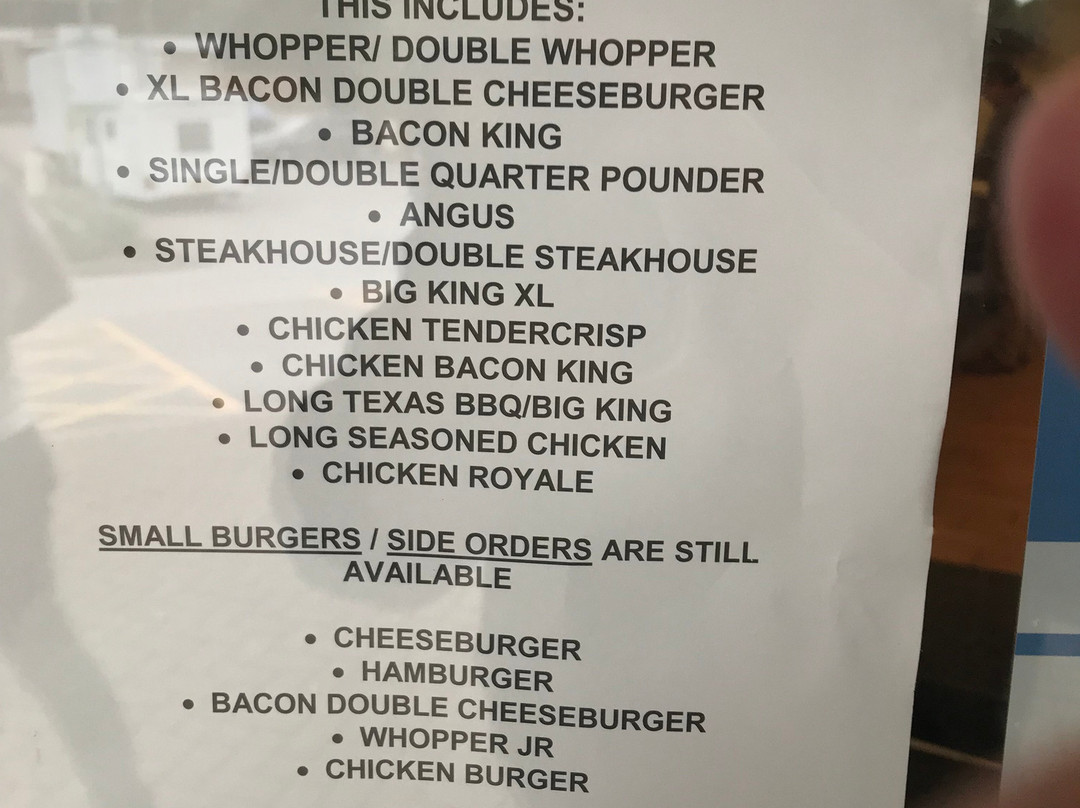 THIS INCLUDES:
• WHOPPER/ DOUBLE WHOPPER
• XL BACON DOUBLE CHEESEBURGER
• BACON KING
• SINGLE/DOUBLE QUARTER POUNDER
• ANGUS
• STEAKHOUSE/DOUBLE STEAKHOUSE
• BIG KING XL
• CHICKEN TENDERCRISP
• CHICKEN BACON KING
• LONG TEXAS BBQ/BIG KING
• LONG SEASONED CHICKEN
• CHICKEN ROYALE
SMALL BURGERS / SIDE ORDERS ARE STILL
AVAILABLE
• CHEESEBURGER
• HAMBURGER
• BACON DOUBLE CHEESEBURGER
• WHOPPER JR
• CHICKEN BURGER